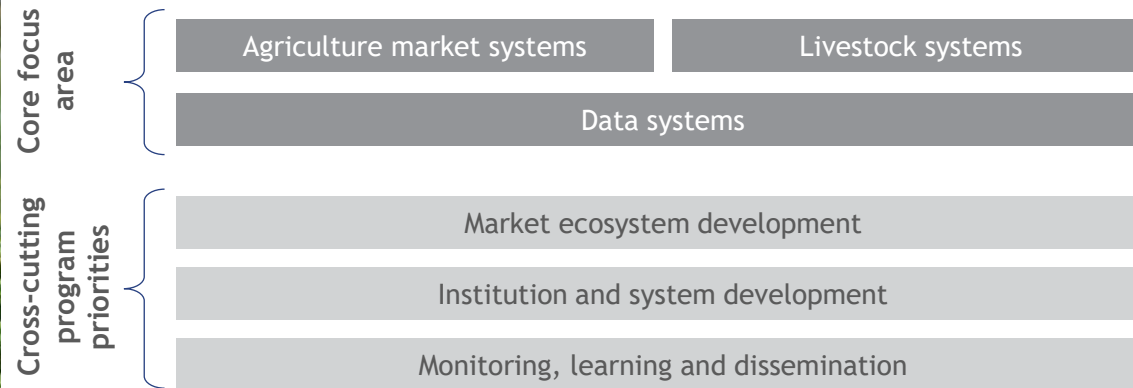 Core focus
area
Agriculture market systems
Livestock systems
Data systems
Cross-cutting
program
priorities
Market ecosystem development
Institution and system development
Monitoring, learning and dissemination